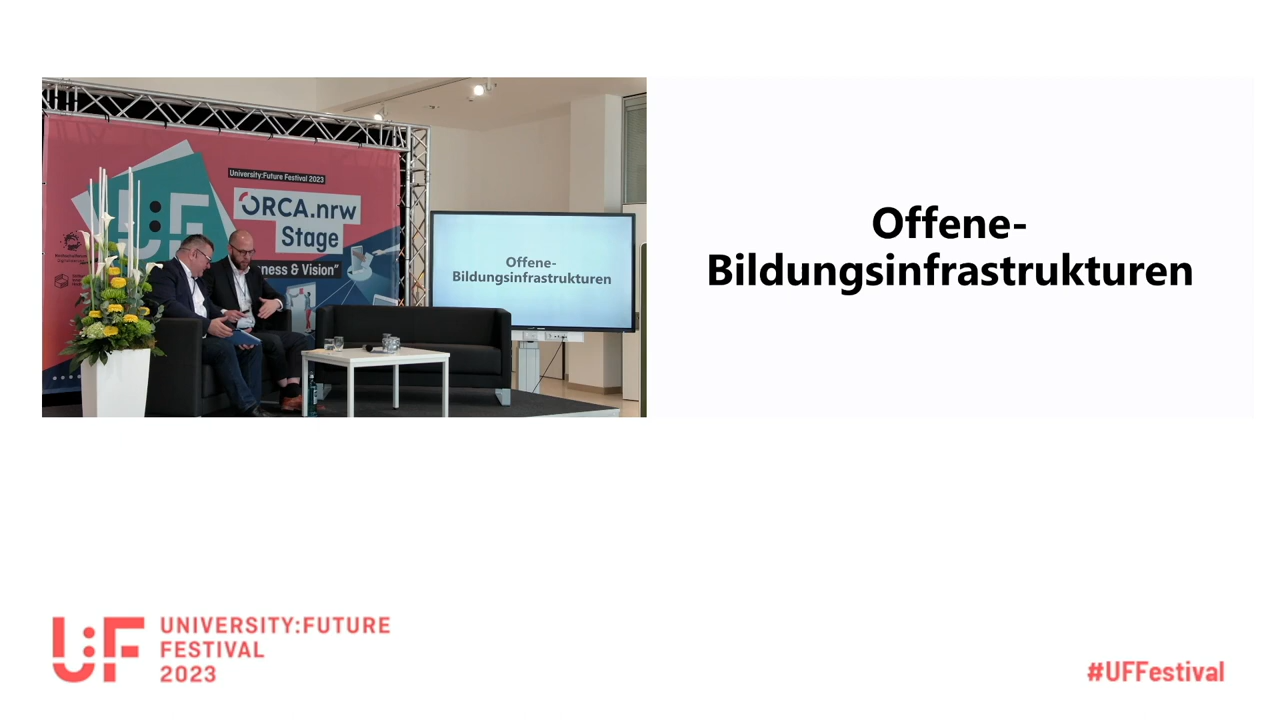 University:Future Festival 2023
ORCA.nrw
Stage
ness & Vision"
U:F
Offene-
Bildungsinfrastrukturen
Offene-
Bildungsinfrastrukturen
U:F
UNIVERSITY:FUTURE
FESTIVAL
2023
#UFFestival